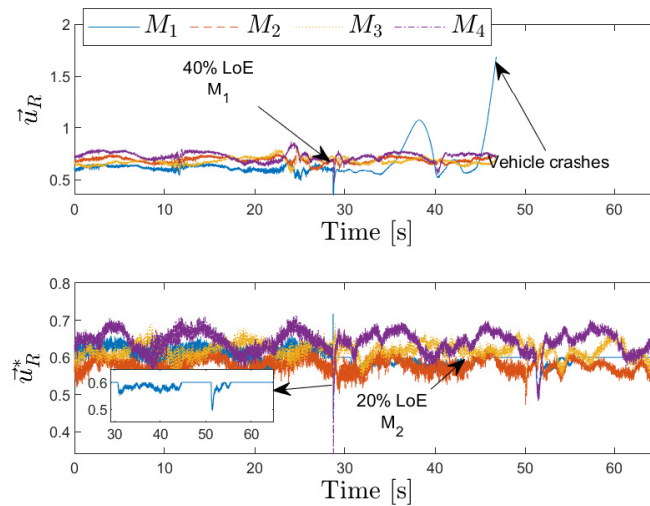 M₁ M₂ M₃ M₄
2
1.5
1
0.5
u⃗_R
40% LoE
M₁
Vehicle crashes
0 10 20 30 40 50 60
Time [s]
0.8
0.7
0.6
0.5
0.4
u⃗*_R
0.6
0.5
30 40 50 60
20% LoE
M₂
0 10 20 30 40 50 60
Time [s]